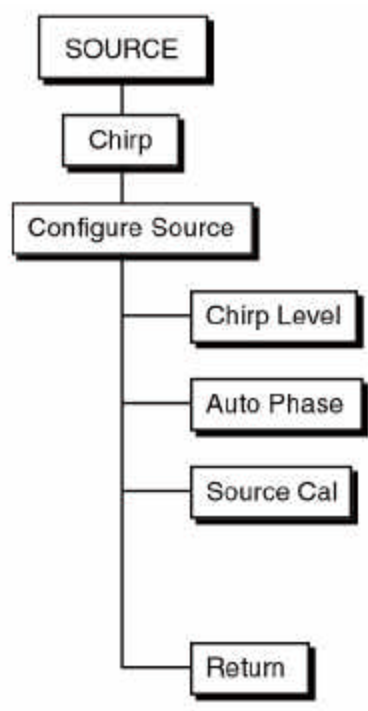 SOURCE
Chirp
Configure Source
Chirp Level
Auto Phase
Source Cal
Return